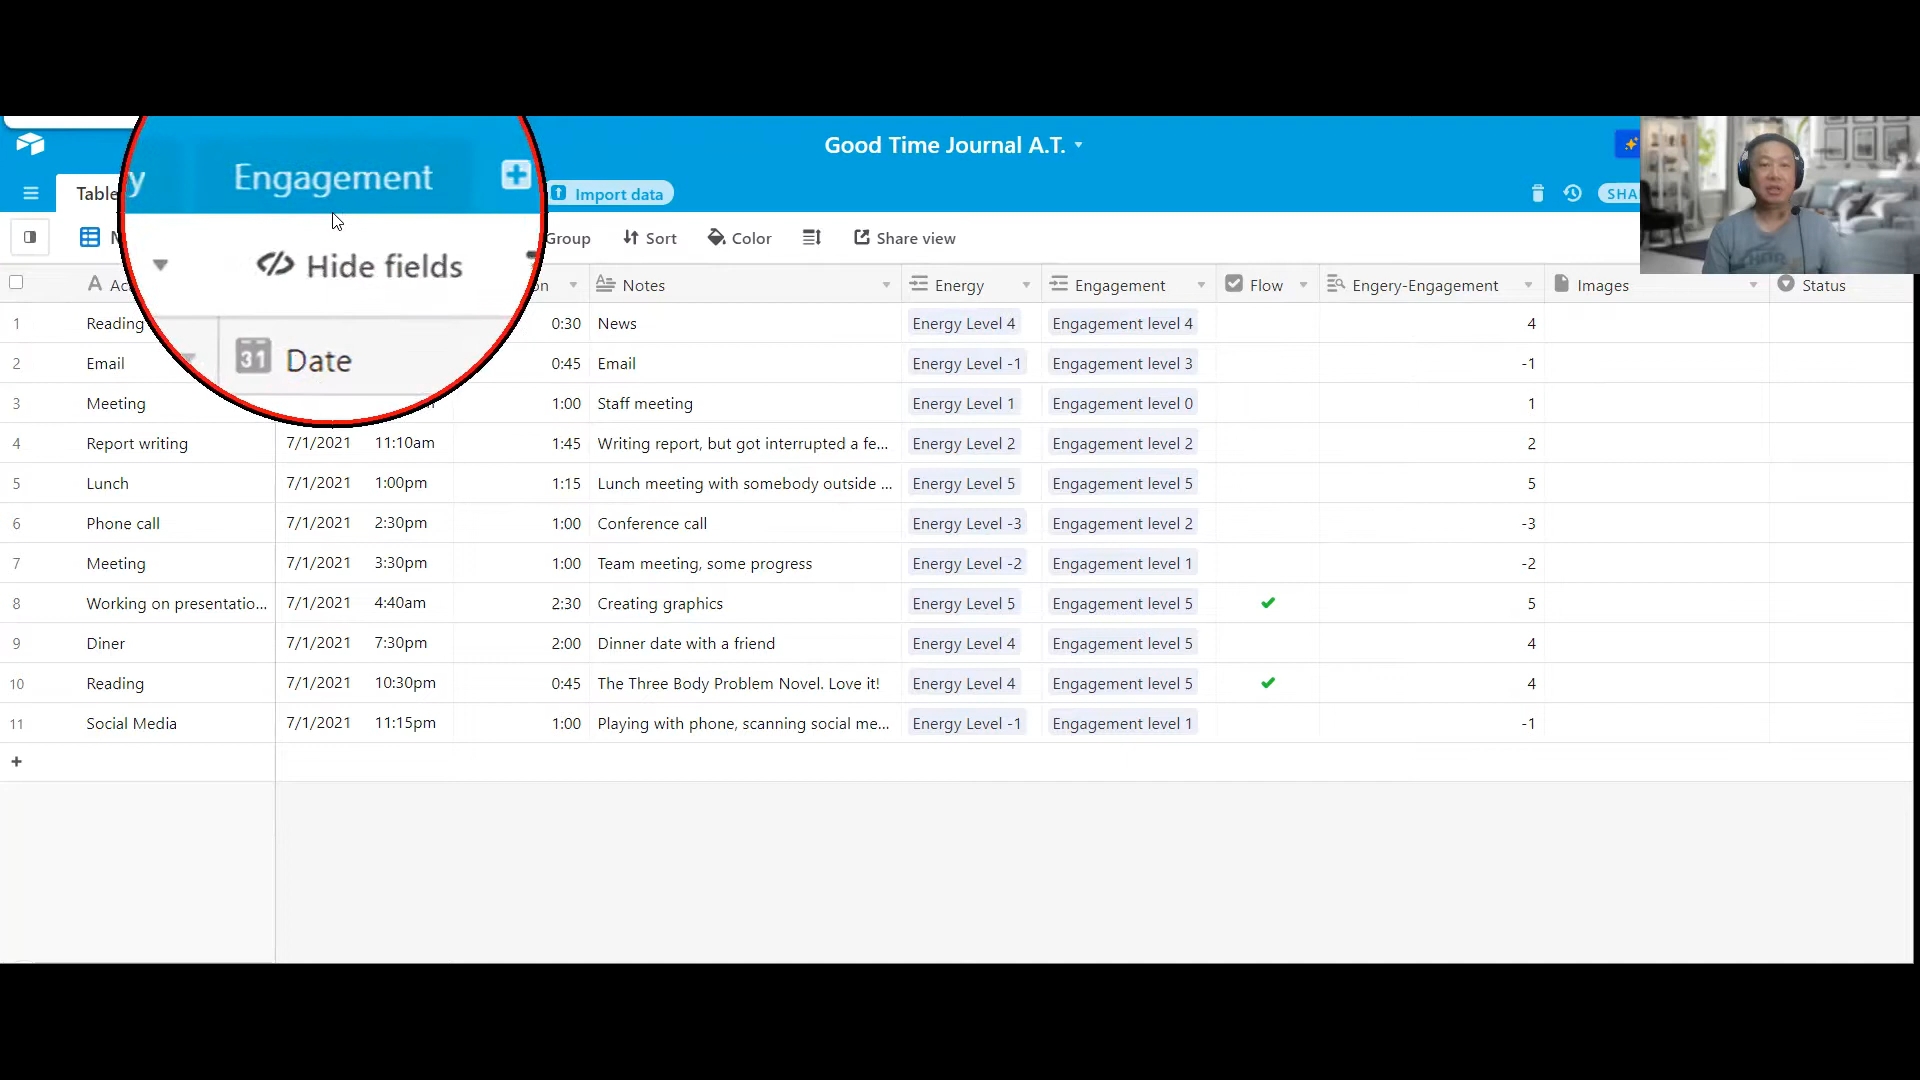 Good Time Journal A.T.
Table
y Engagement
Import data
SHA
Hide fields
Group Sort Color Share view
Date
Notes Energy Engagement Flow Engery-Engagement Images Status
1 Reading 0:30 News Energy Level 4 Engagement level 4 4
2 Email 0:45 Email Energy Level -1 Engagement level 3 -1
3 Meeting 1:00 Staff meeting Energy Level 1 Engagement level 0 1
4 Report writing 7/1/2021 11:10am 1:45 Writing report, but got interrupted a fe... Energy Level 2 Engagement level 2 2
5 Lunch 7/1/2021 1:00pm 1:15 Lunch meeting with somebody outside ... Energy Level 5 Engagement level 5 5
6 Phone call 7/1/2021 2:30pm 1:00 Conference call Energy Level -3 Engagement level 2 -3
7 Meeting 7/1/2021 3:30pm 1:00 Team meeting, some progress Energy Level -2 Engagement level 1 -2
8 Working on presentatio... 7/1/2021 4:40am 2:30 Creating graphics Energy Level 5 Engagement level 5 5
9 Diner 7/1/2021 7:30pm 2:00 Dinner date with a friend Energy Level 4 Engagement level 5 4
10 Reading 7/1/2021 10:30pm 0:45 The Three Body Problem Novel. Love it! Energy Level 4 Engagement level 5 4
11 Social Media 7/1/2021 11:15pm 1:00 Playing with phone, scanning social me... Energy Level -1 Engagement level 1 -1